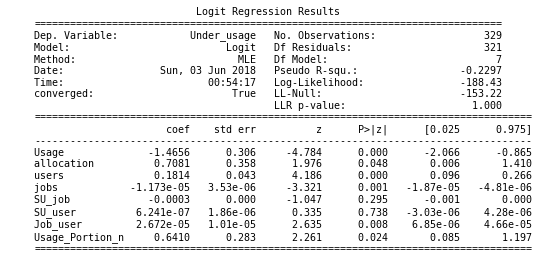 Logit Regression Results
==============================================================================
Dep. Variable: Under_usage No. Observations: 329
Model: Logit Df Residuals: 321
Method: MLE Df Model: 7
Date: Sun, 03 Jun 2018 Pseudo R-squ.: -0.2297
Time: 00:54:17 Log-Likelihood: -188.43
converged: True LL-Null: -153.22
LLR p-value: 1.000
===================================================================================
coef std err z P>|z| [0.025 0.975]
-----------------------------------------------------------------------------------
Usage -1.4656 0.306 -4.784 0.000 -2.066 -0.865
allocation 0.7081 0.358 1.976 0.048 0.006 1.410
users 0.1814 0.043 4.186 0.000 0.096 0.266
jobs -1.173e-05 3.53e-06 -3.321 0.001 -1.87e-05 -4.81e-06
SU_job -0.0003 0.000 -1.047 0.295 -0.001 0.000
SU_user 6.241e-07 1.86e-06 0.335 0.738 -3.03e-06 4.28e-06
Job_user 2.672e-05 1.01e-05 2.635 0.008 6.85e-06 4.66e-05
Usage_Portion_n 0.6410 0.283 2.261 0.024 0.085 1.197
===================================================================================